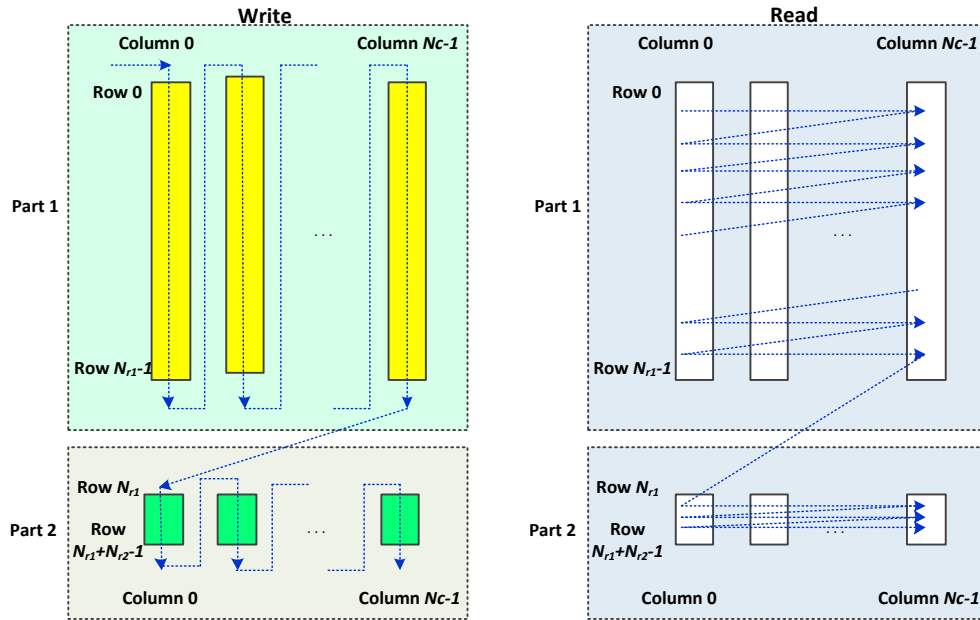 Write
Column 0
Column Nc-1
Row 0
Part 1
...
Row Nr1-1
Row Nr1
Part 2
Row
Nr1+Nr2-1
...
Column 0
Column Nc-1
Read
Column 0
Column Nc-1
Row 0
Part 1
...
Row Nr1-1
Row Nr1
Part 2
Row
Nr1+Nr2-1
...
Column 0
Column Nc-1